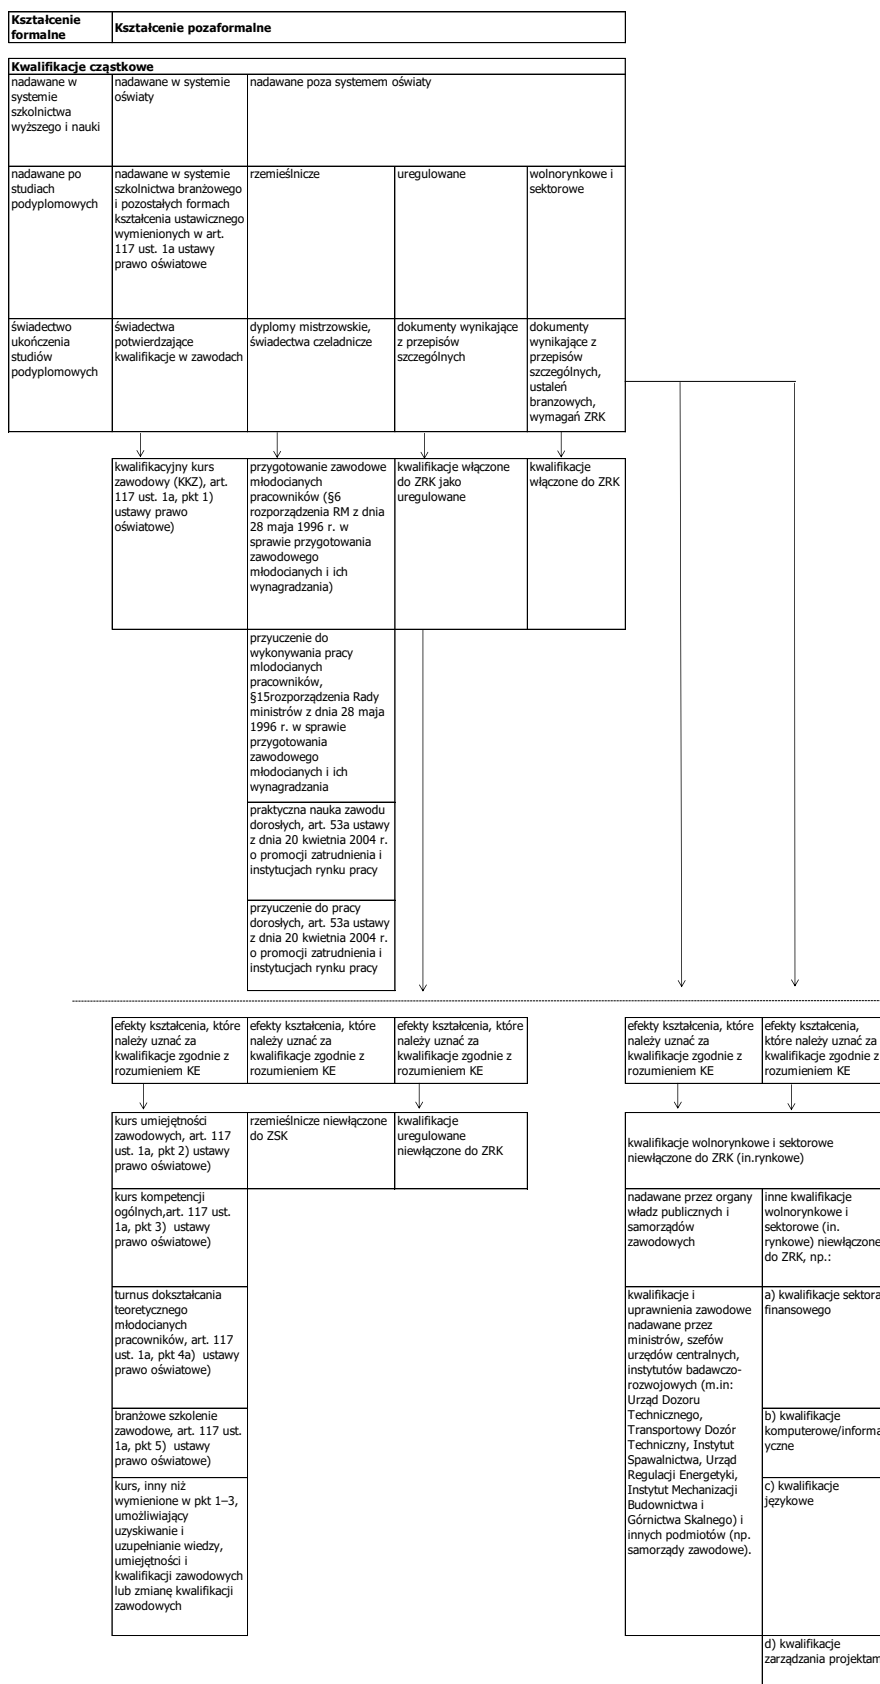 Kształcenie
formalne
Kształcenie pozaformalne
Kwalifikacje cząstkowe
nadawane w
systemie
szkolnictwa
wyższego i nauki
nadawane w systemie
oświaty
nadawane poza systemem oświaty
nadawane po
studiach
podyplomowych
nadawane w systemie
szkolnictwa branżowego
i pozostałych formach
kształcenia ustawicznego
wymienionych w art.
117 ust. 1a ustawy
prawo oświatowe
rzemieślnicze
uregulowane
wolnorynkowe i
sektorowe
świadectwo
ukończenia
studiów
podyplomowych
świadectwa
potwierdzające
kwalifikacje w zawodach
dyplomy mistrzowskie,
świadectwa czeladnicze
dokumenty wynikające
z przepisów
szczególnych
dokumenty
wynikające z
przepisów
szczególnych,
ustaleń
branzowych,
wymagań ZRK
kwalifikacyjny kurs
zawodowy (KKZ), art.
117 ust. 1a, pkt 1)
ustawy prawo
oświatowe)
przygotowanie zawodowe
młodocianych
pracowników (§6
rozporządzenia RM z dnia
28 maja 1996 r. w
sprawie przygotowania
zawodowego
młodocianych i ich
wynagradzania)
kwalifikacje włączone
do ZRK jako
uregulowane
kwalifikacje
włączone do ZRK
przyuczenie do
wykonywania pracy
mlodocianych
pracowników,
§15rozporządzenia Rady
ministrów z dnia 28 maja
1996 r. w sprawie
przygotowania
zawodowego
młodocianych i ich
wynagradzania
praktyczna nauka zawodu
dorosłych, art. 53a ustawy
z dnia 20 kwietnia 2004 r.
o promocji zatrudnienia i
instytucjach rynku pracy
przyuczenie do pracy
dorosłych, art. 53a ustawy
z dnia 20 kwietnia 2004 r.
o promocji zatrudnienia i
instytucjach rynku pracy
efekty kształcenia, które
należy uznać za
kwalifikacje zgodnie z
rozumieniem KE
efekty kształcenia, które
należy uznać za
kwalifikacje zgodnie z
rozumieniem KE
efekty kształcenia, które
należy uznać za
kwalifikacje zgodnie z
rozumieniem KE
efekty kształcenia, które
należy uznać za
kwalifikacje zgodnie z
rozumieniem KE
efekty kształcenia,
które należy uznać za
kwalifikacje zgodnie z
rozumieniem KE
kurs umiejętności
zawodowych, art. 117
ust. 1a, pkt 2) ustawy
prawo oświatowe)
rzemieślnicze niewłączone
do ZSK
kwalifikacje
uregulowane
niewłączone do ZRK
kwalifikacje wolnorynkowe i sektorowe
niewłączone do ZRK (in.rynkowe)
kurs kompetencji
ogólnych,art. 117 ust.
1a, pkt 3) ustawy
prawo oświatowe)
nadawane przez organy
władz publicznych i
samorządów
zawodowych
inne kwalifikacje
wolnorynkowe i
sektorowe (in.
rynkowe) niewłączone
do ZRK, np.:
turnus dokształcania
teoretycznego
młodocianych
pracowników, art. 117
ust. 1a, pkt 4a) ustawy
prawo oświatowe)
branżowe szkolenie
zawodowe, art. 117 ust.
1a, pkt 5) ustawy
prawo oświatowe)
kurs, inny niż
wymienione w pkt 1–3,
umożliwiający
uzyskiwanie i
uzupełnianie wiedzy,
umiejętności i
kwalifikacji zawodowych
lub zmianę kwalifikacji
zawodowych
kwalifikacje i
uprawnienia zawodowe
nadawane przez
ministrów, szefów
urzędów centralnych,
instytutów badawczo-
rozwojowych (m.in:
Urząd Dozoru
Technicznego,
Transportowy Dozór
Techniczny, Instytut
Spawalnictwa, Urząd
Regulacji Energetyki,
Instytut Mechanizacji
Budownictwa i
Górnictwa Skalnego) i
innych podmiotów (np.
samorządy zawodowe).
a) kwalifikacje sektora
finansowego
b) kwalifikacje
komputerowe/informa
yczne
c) kwalifikacje
językowe
d) kwalifikacje
zarządzania projektam